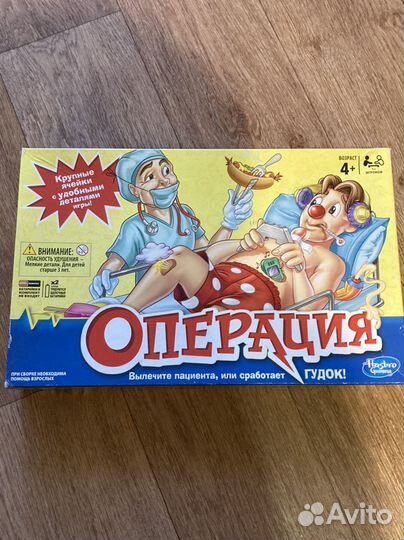 Крупные
ячейки
с удобными
деталями
игры!
ВОЗРАСТ
4+
ВНИМАНИЕ:
ОПАСНОСТЬ УДУШЕНИЯ –
Мелкие детали. Для детей
старше 3 лет.
x2
ОПЕРАЦИЯ
ПРИ СБОРКЕ НЕОБХОДИМА
ПОМОЩЬ ВЗРОСЛЫХ
Вылечите пациента, или сработает ГУДОК!
Hasbro
Gaming
Avito